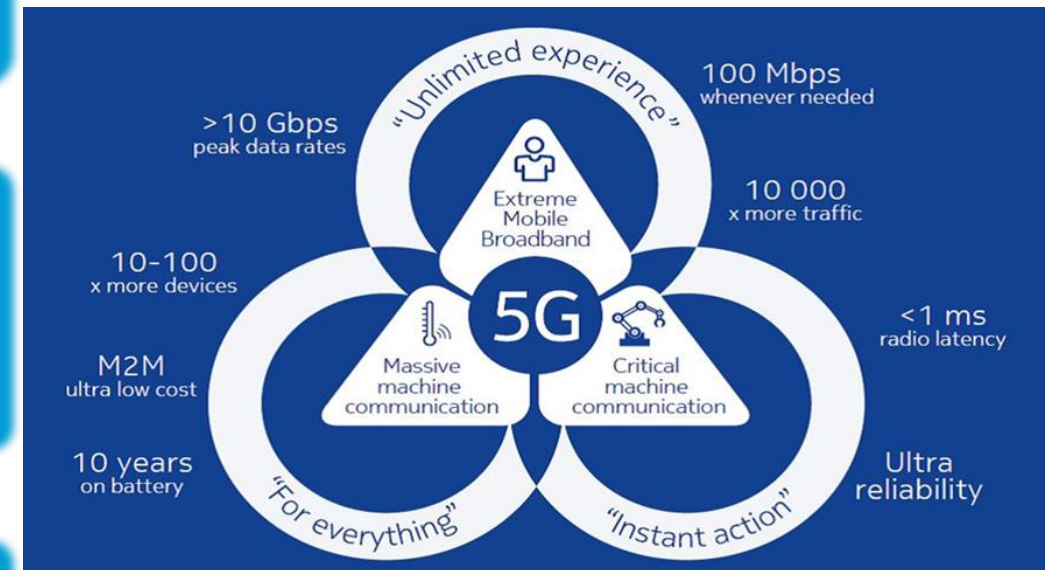 “Unlimited experience”
>10 Gbps
peak data rates
100 Mbps
whenever needed
10 000
x more traffic
Extreme
Mobile
Broadband
5G
10-100
x more devices
M2M
ultra low cost
10 years
on battery
Massive
machine
communication
“For everything”
Critical
machine
communication
<1 ms
radio latency
Ultra
reliability
“Instant action”